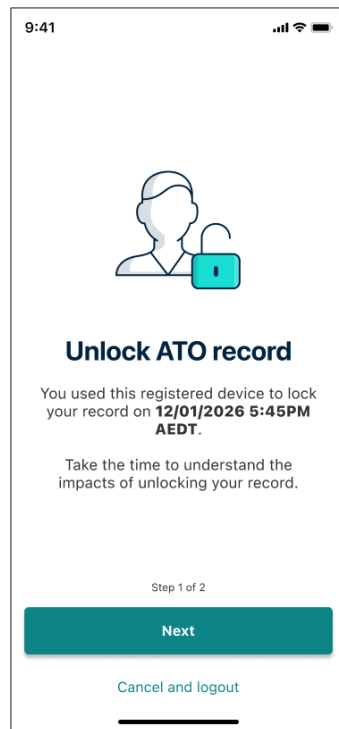 9:41
Unlock ATO record
You used this registered device to lock
your record on 12/01/2026 5:45PM
AEDT.
Take the time to understand the
impacts of unlocking your record.
Step 1 of 2
Next
Cancel and logout